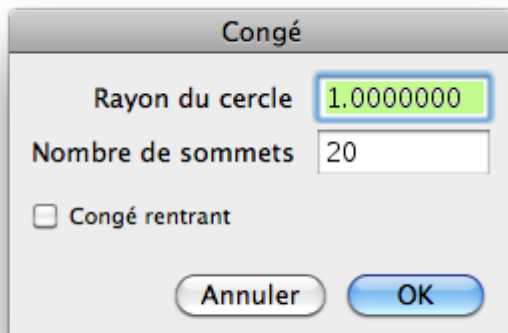 Congé
Rayon du cercle 1.0000000
Nombre de sommets 20
Congé rentrant
Annuler OK